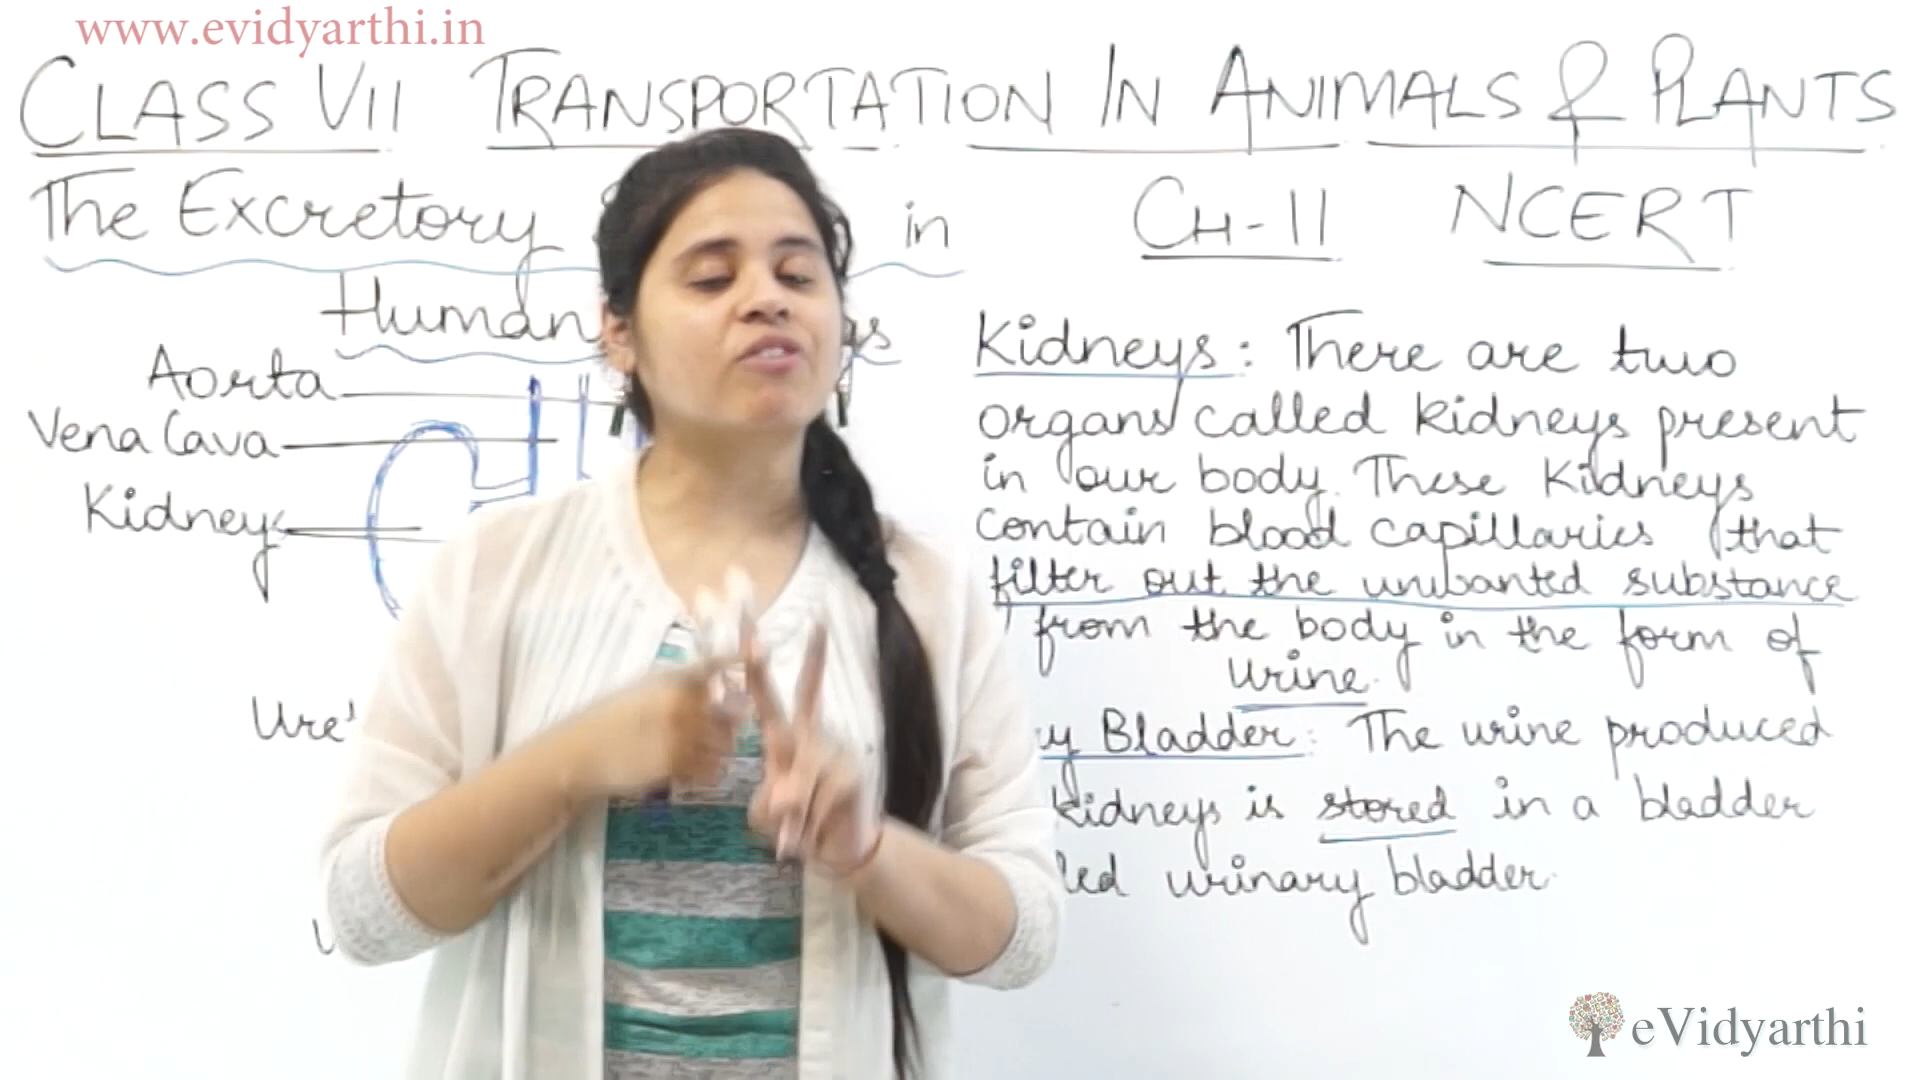 www.evidyarthi.in
CLASS VII TRANSPORTATION IN ANIMALS & PLANTS
The Excretory in
CH-11 NCERT
Human
Aorta
Vena Cava
Kidney
Kidneys: There are two
organs called kidneys present
in our body. These Kidneys
contain blood capillaries that
filter out the unwanted substance
from the body in the form of
urine.
Bladder: The urine produced
kidneys is stored in a bladder
urinary bladder.
eVidyarthi